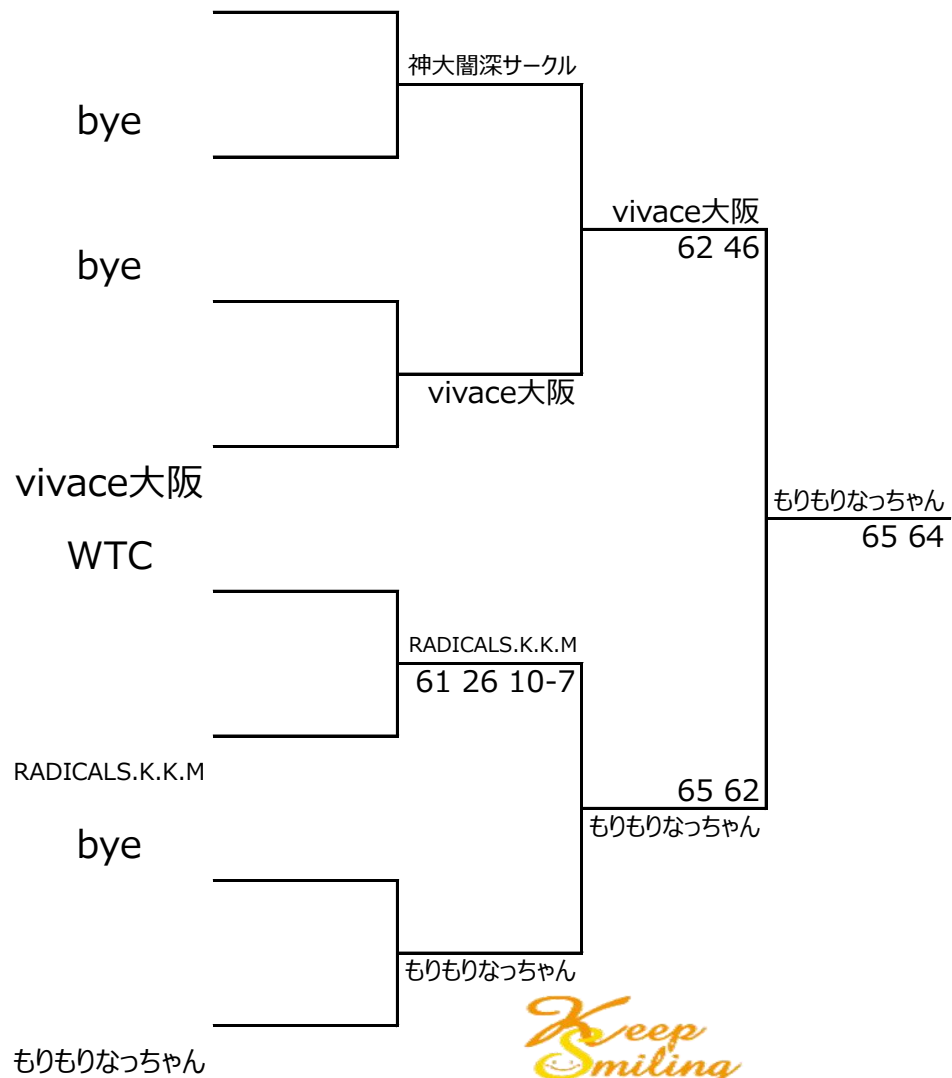 神大闇深サークル
bye
vivace大阪
62 46
bye
vivace大阪
vivace大阪
もりもりなっちゃん
65 64
WTC
RADICALS.K.K.M
61 26 10-7
RADICALS.K.K.M
65 62
もりもりなっちゃん
bye
もりもりなっちゃん
Keep
Smiling
もりもりなっちゃん